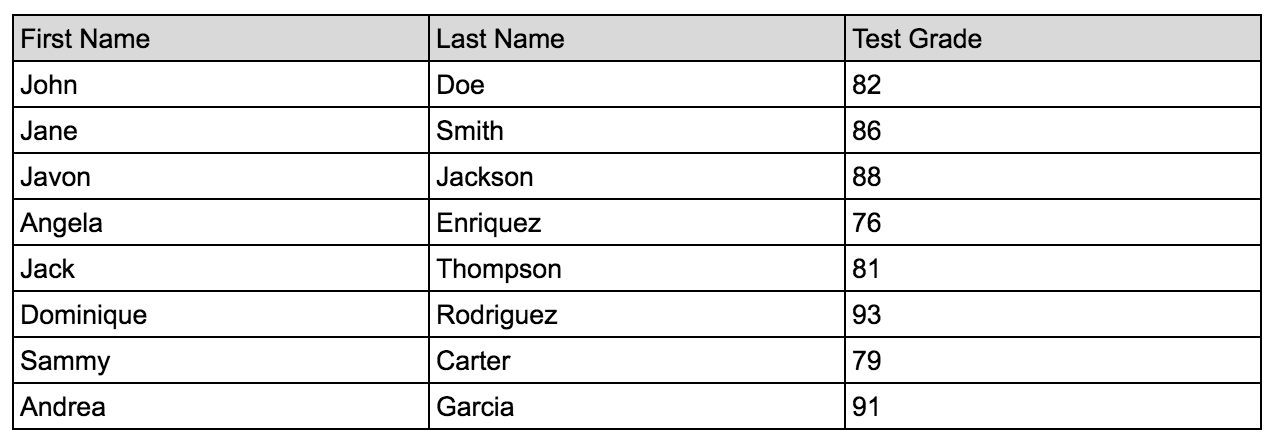 First Name Last Name Test Grade
John Doe 82
Jane Smith 86
Javon Jackson 88
Angela Enriquez 76
Jack Thompson 81
Dominique Rodriguez 93
Sammy Carter 79
Andrea Garcia 91